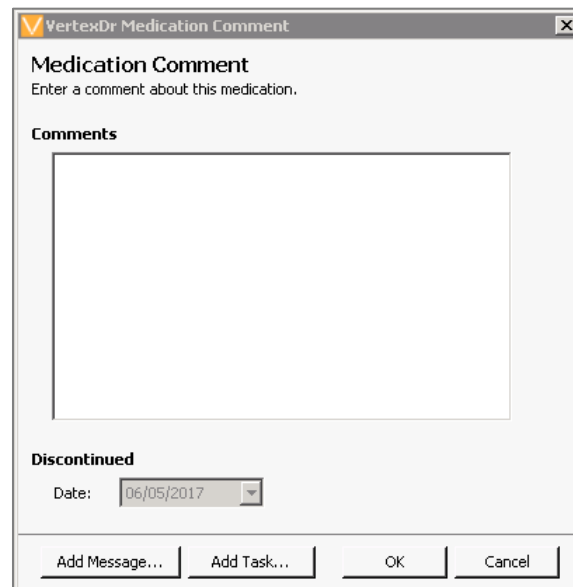 VertexDr Medication Comment
Medication Comment
Enter a comment about this medication.
Comments
Discontinued
Date: 06/05/2017
Add Message... Add Task... OK Cancel